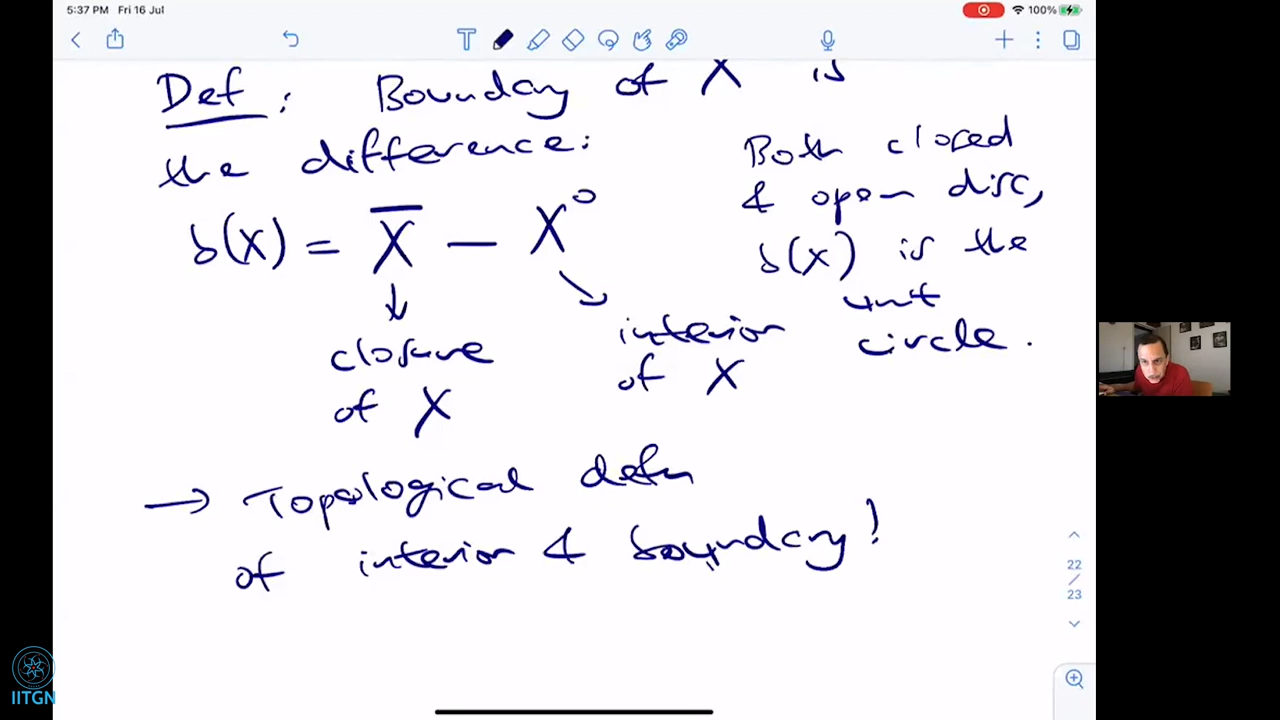 5:37 PM Fri 16 Jul
100%
Def : Boundary of X is
the difference:
b(X) = X̅ — X⁰
closure
of X
interior
of X
Both closed
& open disc,
b(X) is the
unit
circle.
→ Topological defn
of interior & boundary!
22
/
23
IITGN